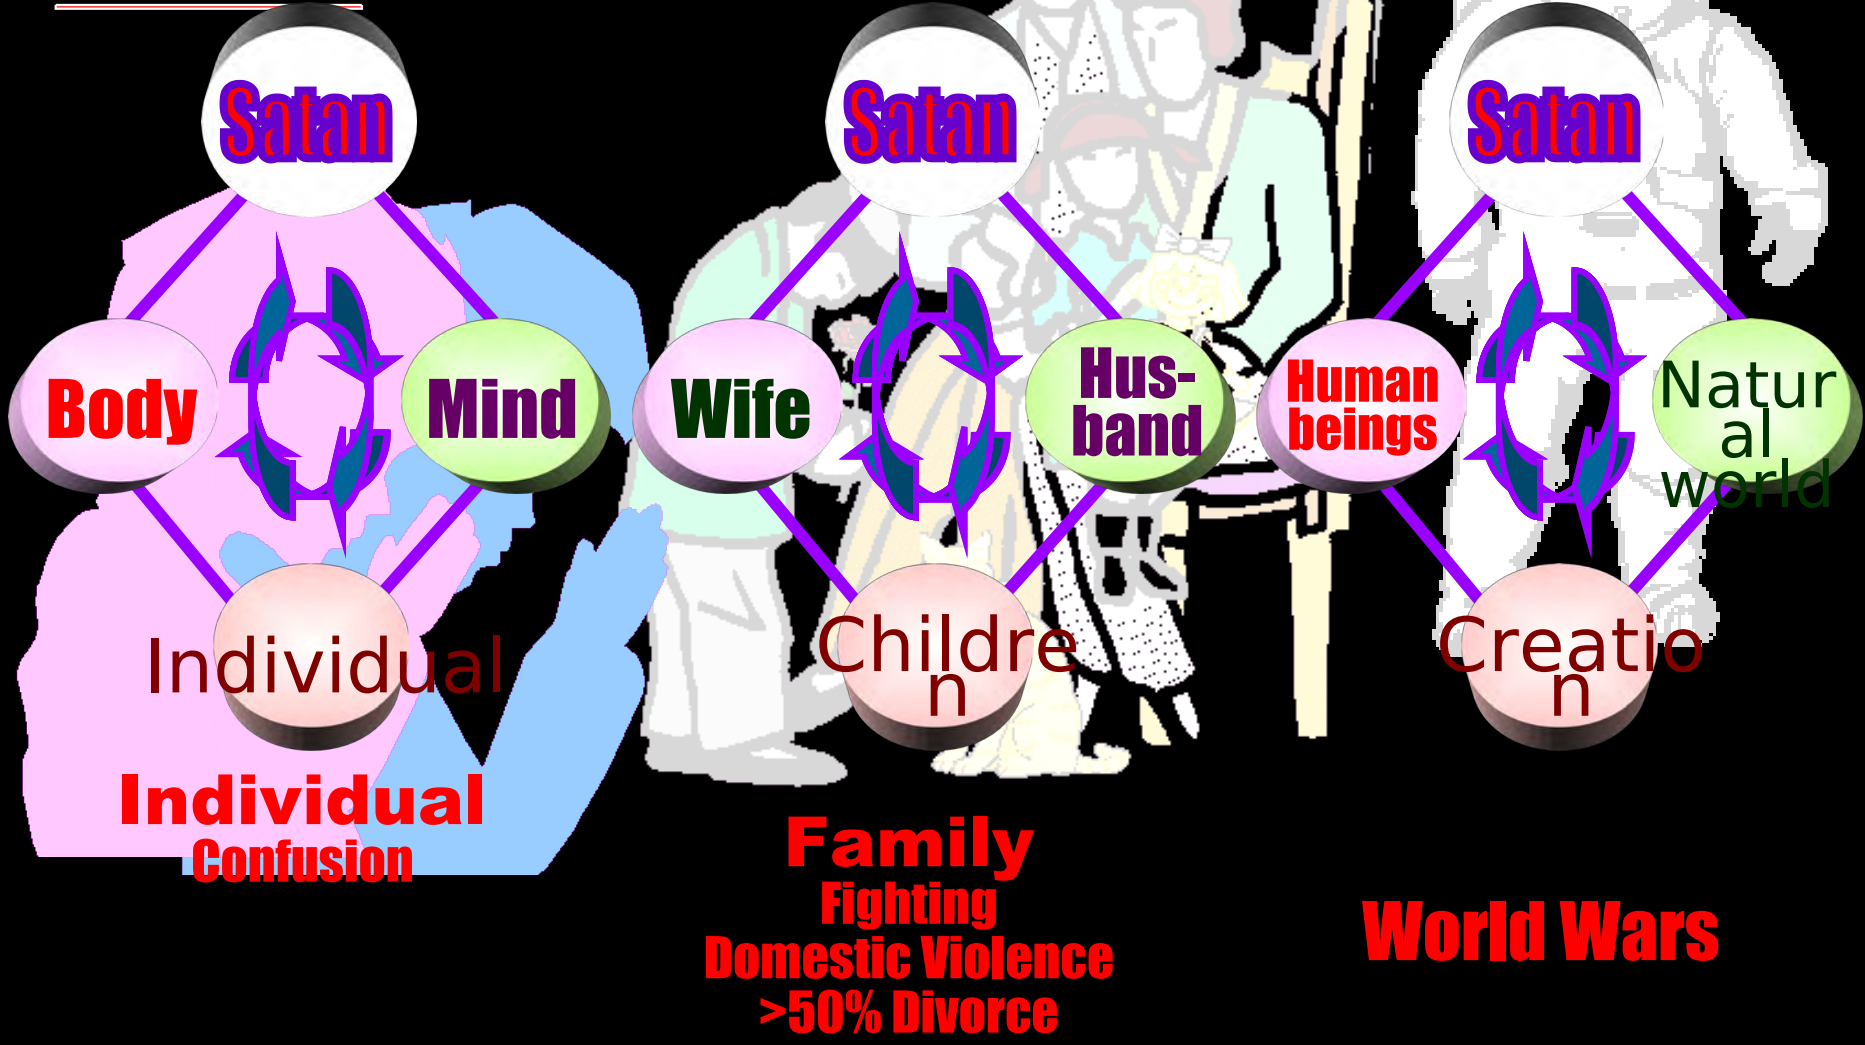 Satan
Body
Mind
Individual
Individual
Confusion
Satan
Wife
Hus-
band
Childre
n
Family
Fighting
Domestic Violence
>50% Divorce
Satan
Human
beings
Natur
al
world
Creatio
n
World Wars